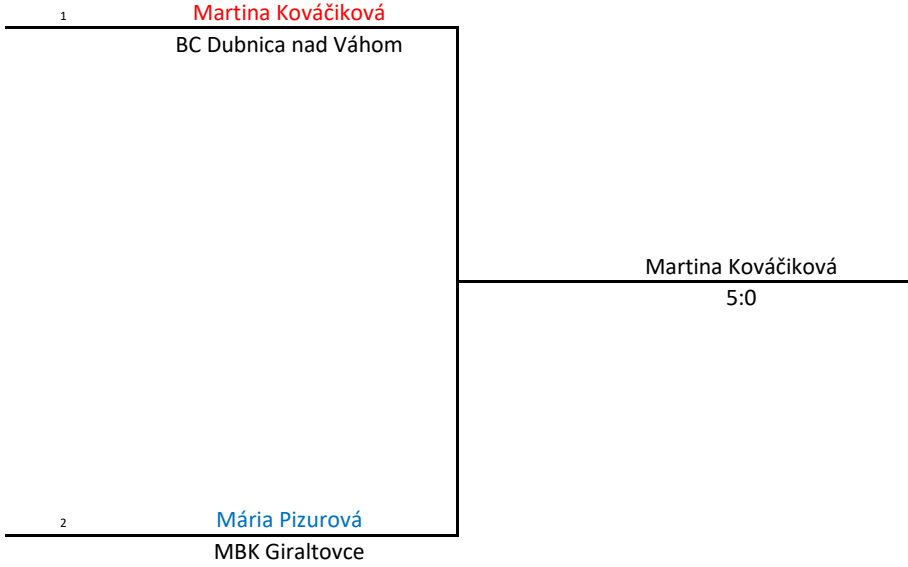 1 Martina Kováčiková
BC Dubnica nad Váhom
Martina Kováčiková
5:0
2 Mária Pizurová
MBK Giraltovce